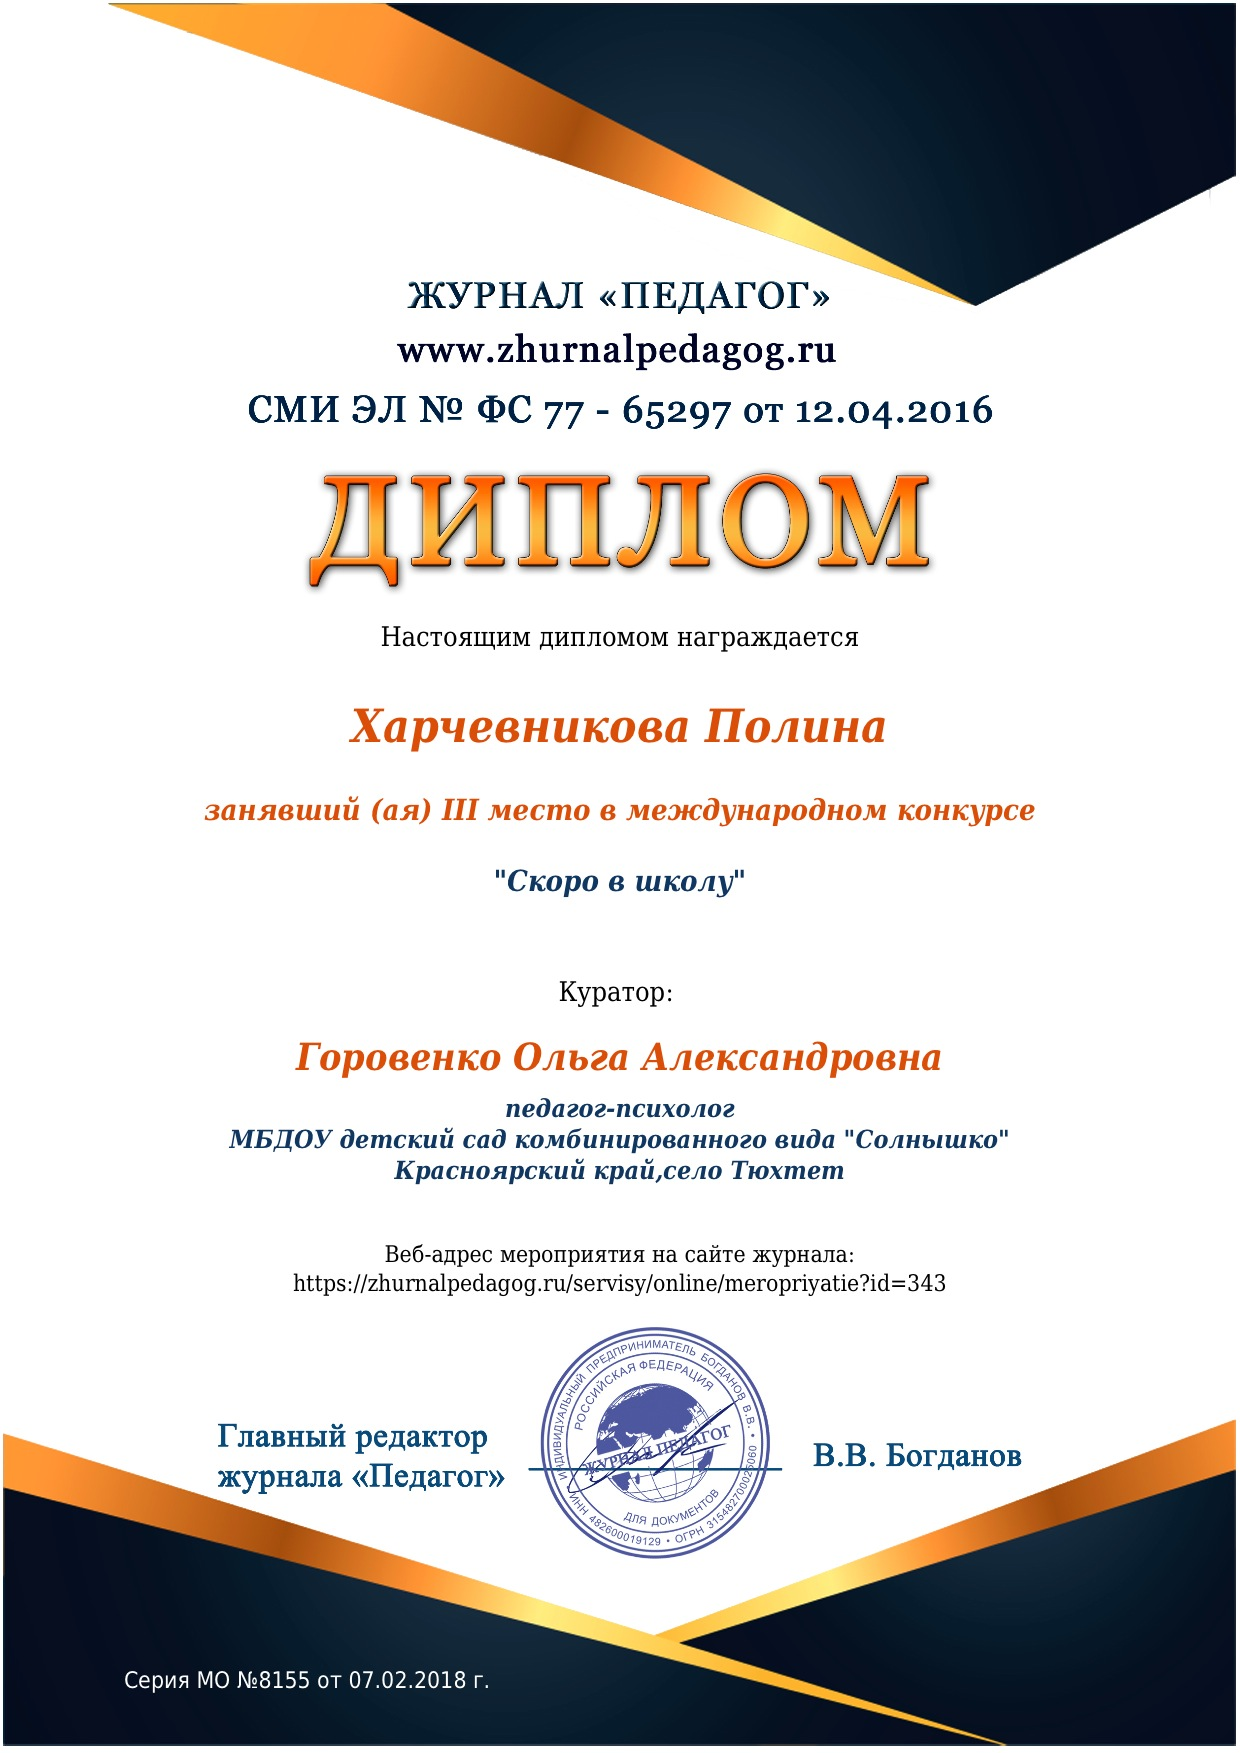 ЖУРНАЛ «ПЕДАГОГ»
www.zhurnalpedagog.ru
СМИ ЭЛ № ФС 77 - 65297 от 12.04.2016
ДИПЛОМ
Настоящим дипломом награждается
Харчевникова Полина
занявший (ая) III место в международном конкурсе
"Скоро в школу"
Куратор:
Горовенко Ольга Александровна
педагог-психолог
МБДОУ детский сад комбинированного вида "Солнышко"
Красноярский край,село Тюхтет
Веб-адрес мероприятия на сайте журнала:
https://zhurnalpedagog.ru/servisy/online/meropriyatie?id=343
Главный редактор
журнала «Педагог»
ИНДИВИДУАЛЬНЫЙ ПРЕДПРИНИМАТЕЛЬ БОГДАНОВ В.В. •
РОССИЙСКАЯ ФЕДЕРАЦИЯ
ЖУРНАЛ ПЕДАГОГ
ДЛЯ ДОКУМЕНТОВ
ИНН 482600019129 • ОГРН 315482700025060
В.В. Богданов
Серия МО №8155 от 07.02.2018 г.